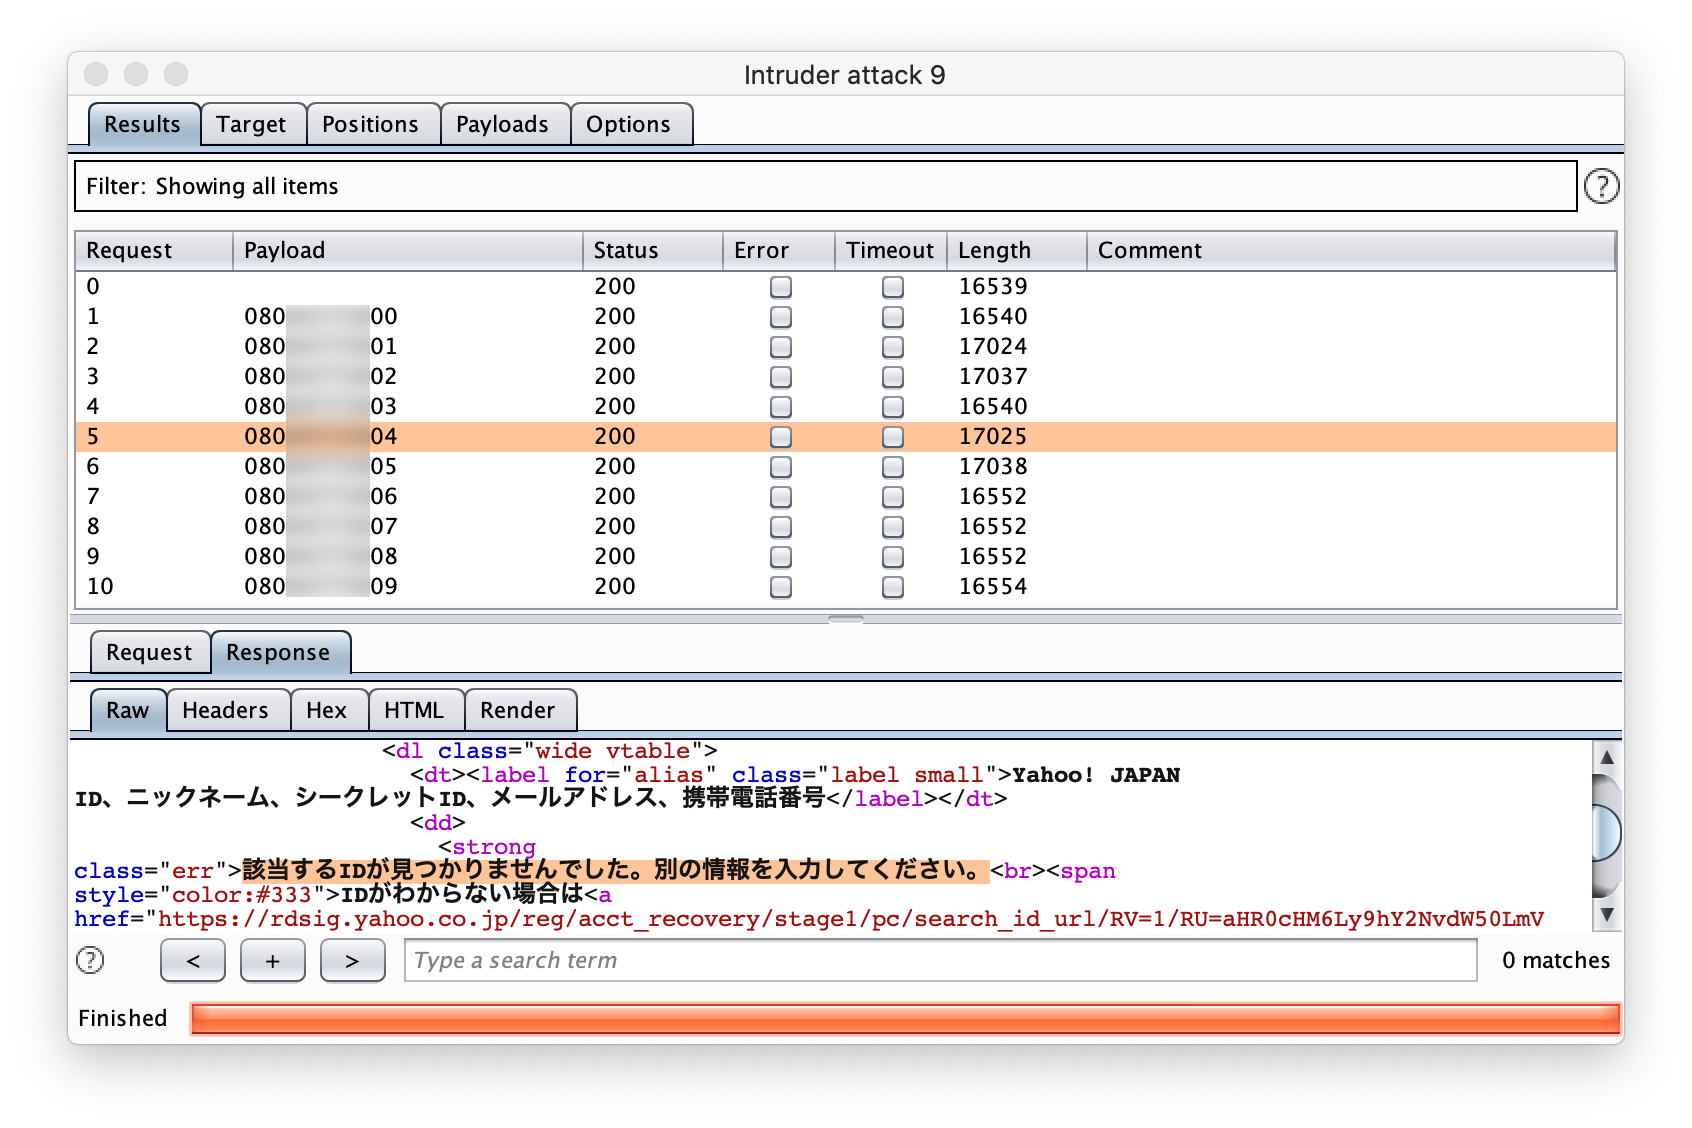 Intruder attack 9
Results Target Positions Payloads Options
Filter: Showing all items ?
Request Payload Status Error Timeout Length Comment
0 200 16539
1 080 00 200 16540
2 080 01 200 17024
3 080 02 200 17037
4 080 03 200 16540
5 080 04 200 17025
6 080 05 200 17038
7 080 06 200 16552
8 080 07 200 16552
9 080 08 200 16552
10 080 09 200 16554
Request Response
Raw Headers Hex HTML Render
<dl class="wide vtable">
<dt><label for="alias" class="label small">Yahoo! JAPAN
ID、ニックネーム、シークレットID、メールアドレス、携帯電話番号</label></dt>
<dd>
<strong
class="err">該当するIDが見つかりませんでした。別の情報を入力してください。<br><span
style="color:#333">IDがわからない場合は<a
href="https://rdsig.yahoo.co.jp/reg/acct_recovery/stage1/pc/search_id_url/RV=1/RU=aHR0cHM6Ly9hY2NvdW50LmV
? < + > Type a search term 0 matches
Finished